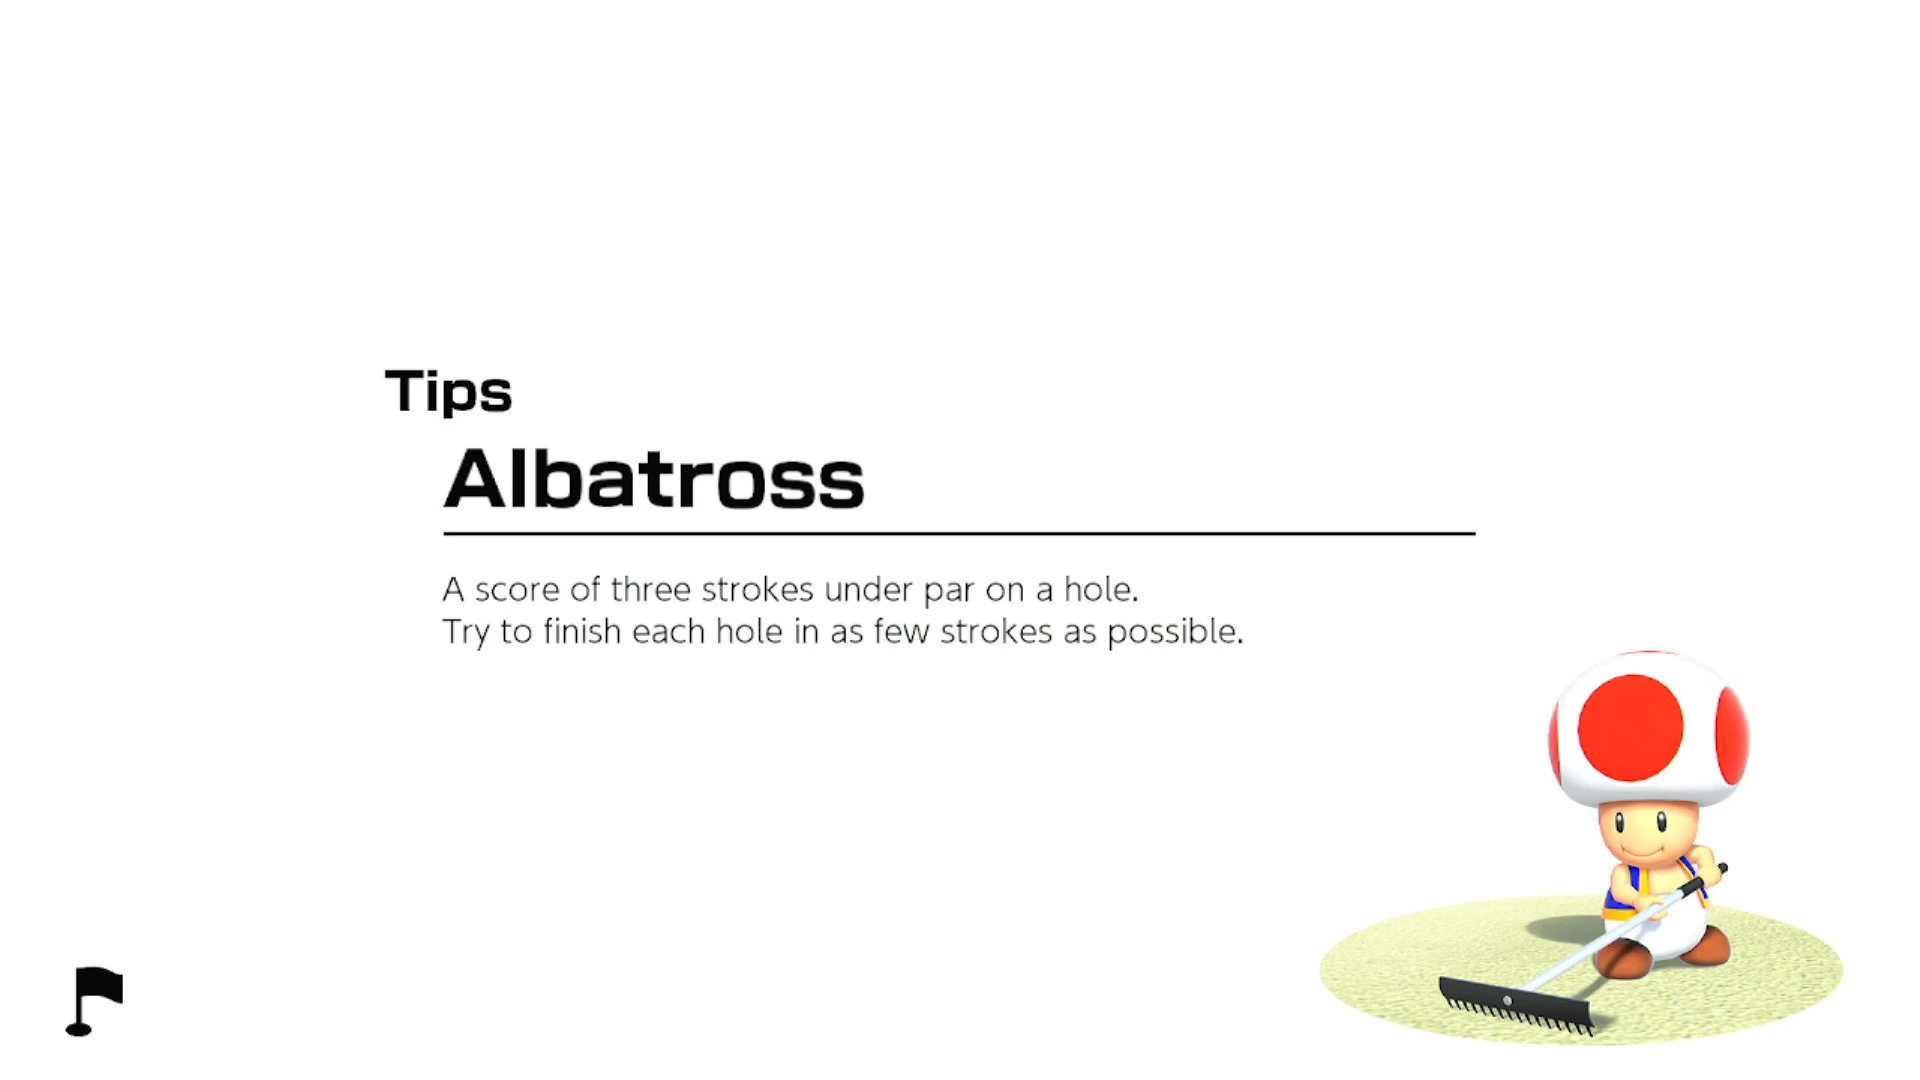 Tips
Albatross
A score of three strokes under par on a hole.
Try to finish each hole in as few strokes as possible.